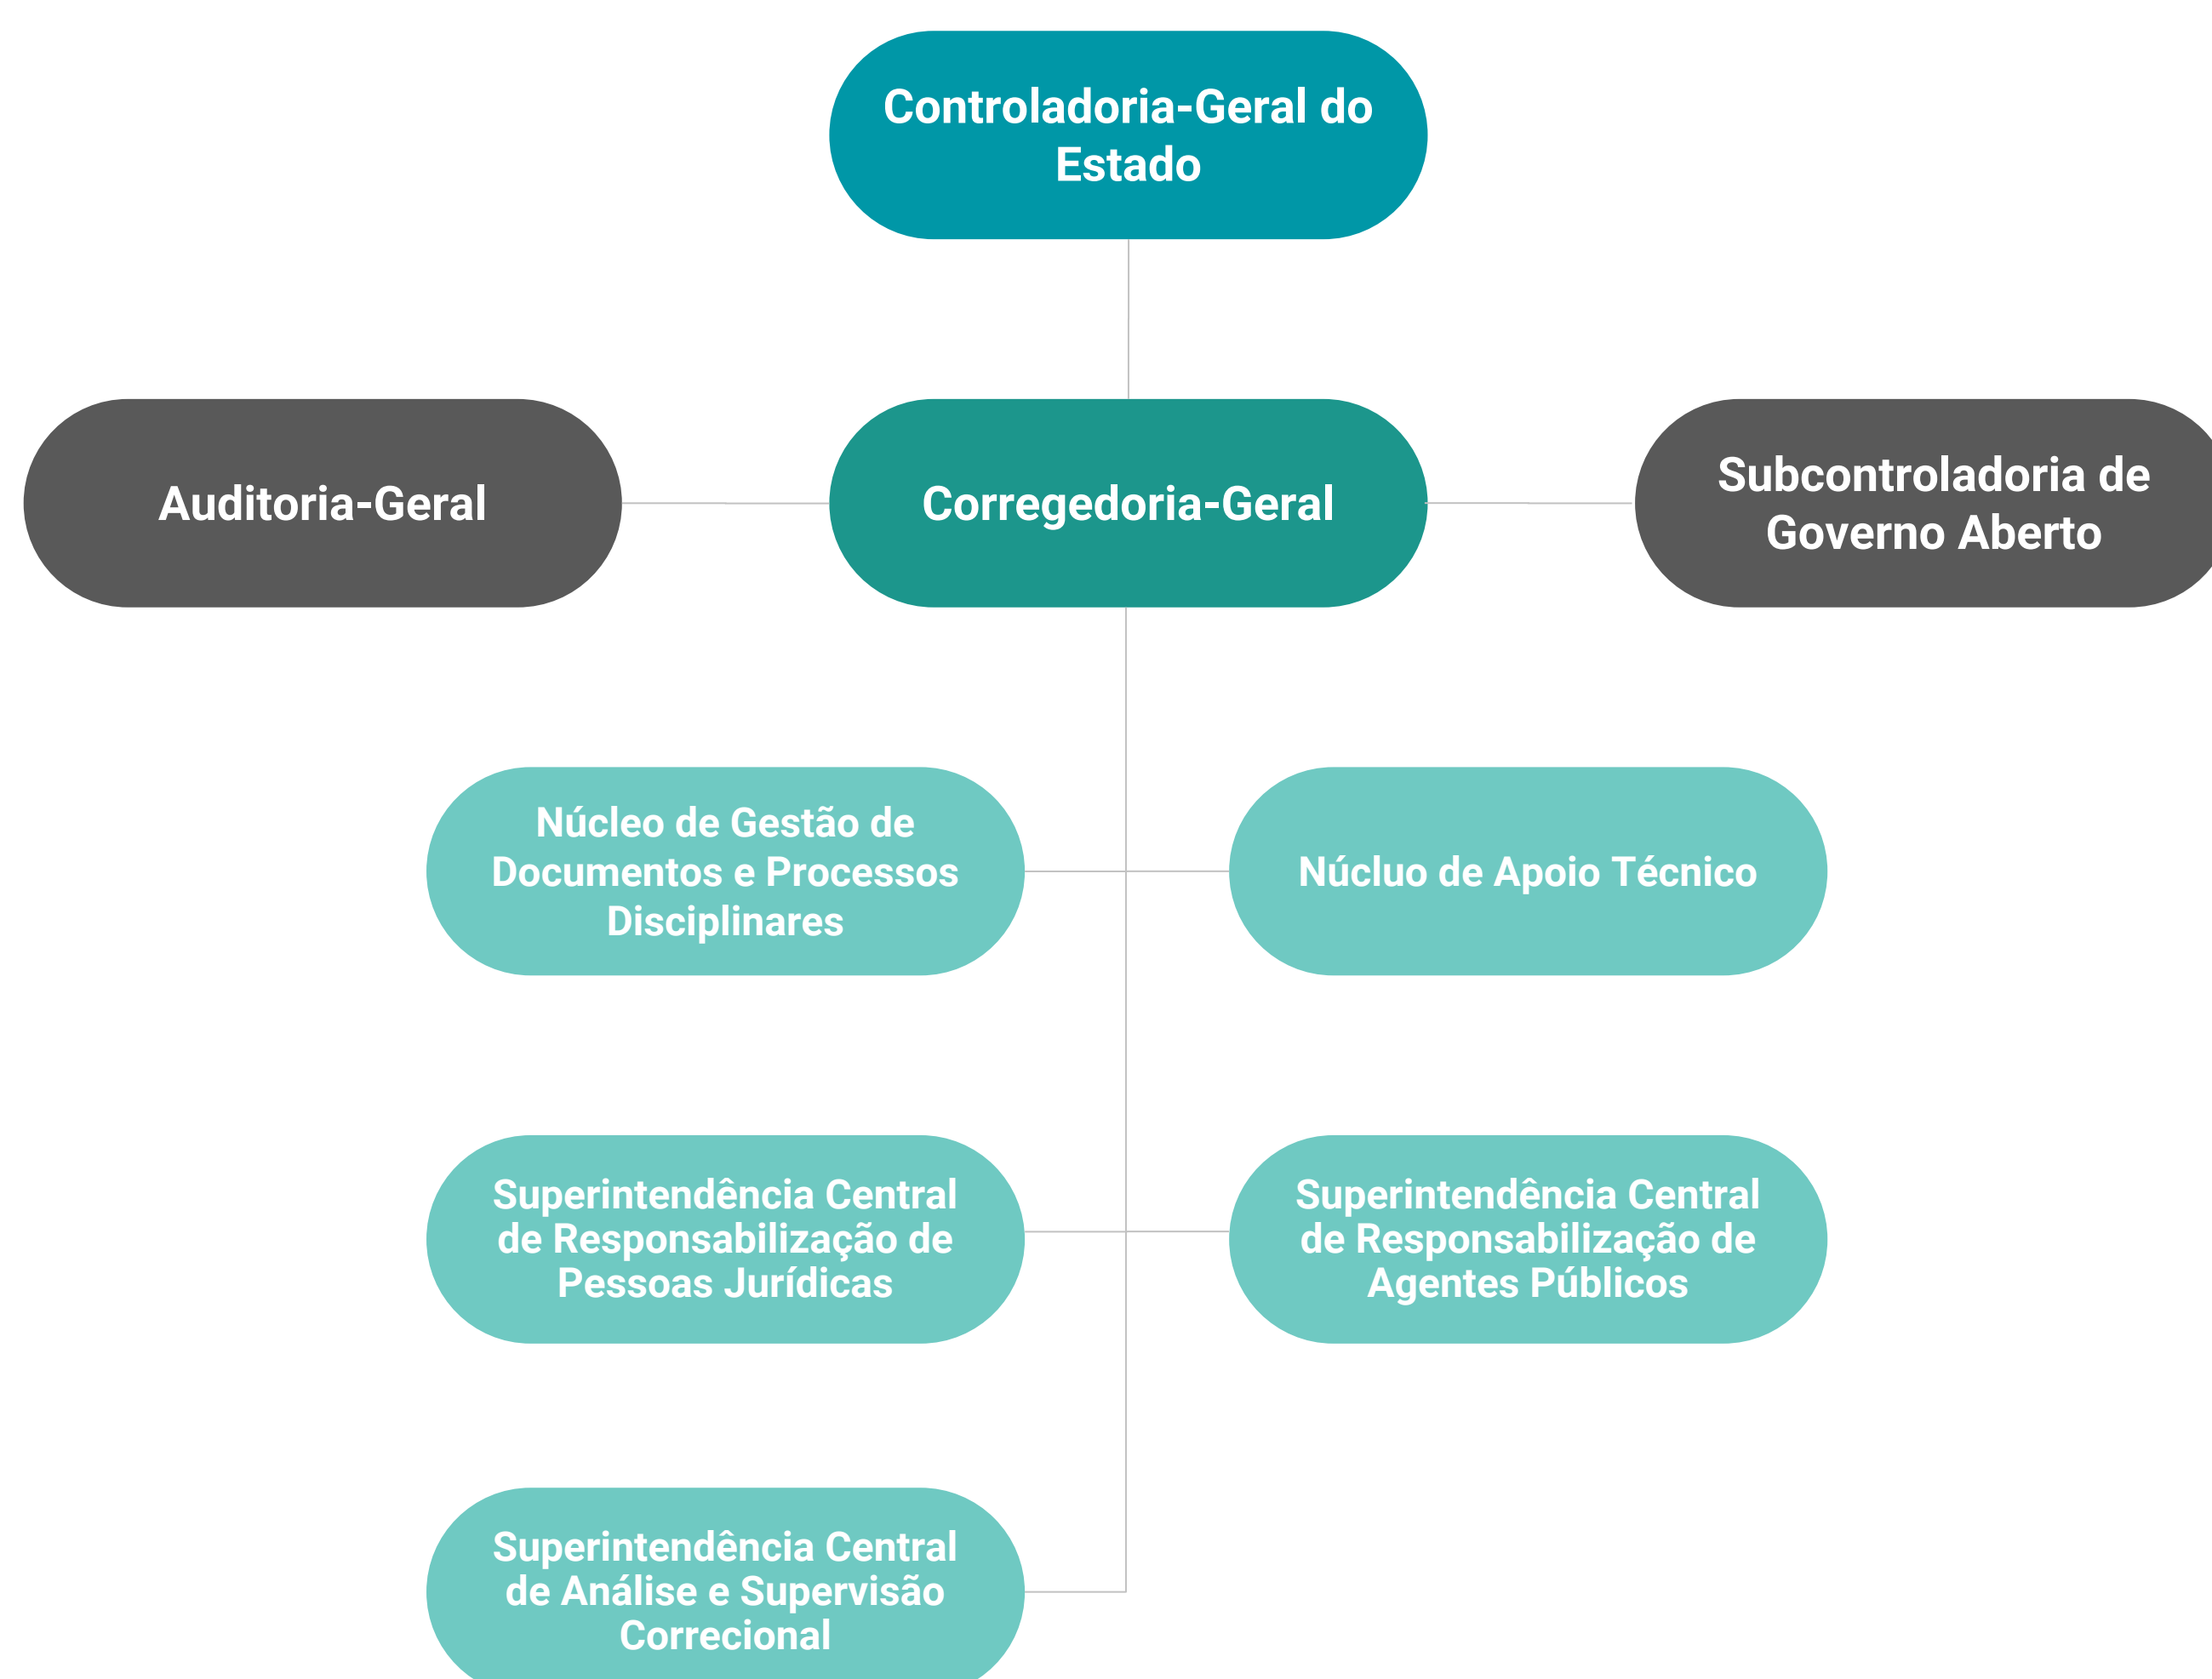 Controladoria-Geral do
Estado
Auditoria-Geral
Corregedoria-Geral
Subcontroladoria de
Governo Aberto
Núcleo de Gestão de
Documentos e Processos
Disciplinares
Núcluo de Apoio Técnico
Superintendência Central
de Responsabilização de
Pessoas Jurídicas
Superintendência Central
de Responsabilização de
Agentes Públicos
Superintendência Central
de Análise e Supervisão
Correcional